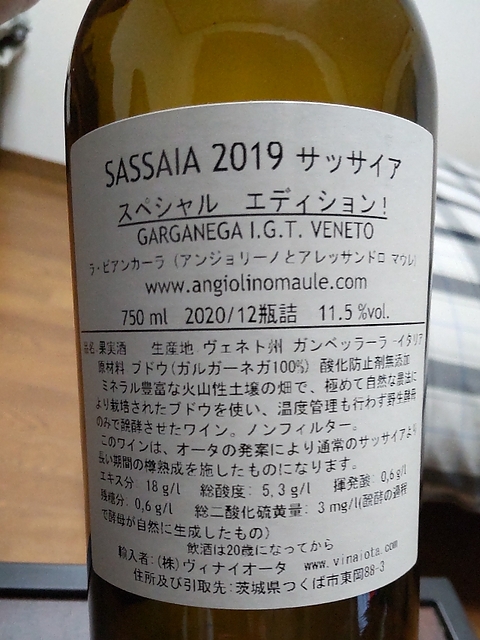 SASSAIA 2019 サッサイア
スペシャル エディション!
GARGANEGA I.G.T. VENETO
ラ・ビアンカーラ (アンジョリーノとアレッサンドロ マウレ)
www.angiolinomaule.com
750 ml 2020/12瓶詰 11.5 %vol.
品名 果実酒 生産地 ヴェネト州 ガンベッラーラ -イタリア
原材料 ブドウ(ガルガーネガ100%) 酸化防止剤無添加
ミネラル豊富な火山性土壌の畑で、極めて自然な農法に
より栽培されたブドウを使い、温度管理も行わず野生酵母
のみで醗酵させたワイン。ノンフィルター。
このワインは、オータの発案により通常のサッサイアより
長い期間の樽熟成を施したものになります。
エキス分: 18 g/l 総酸度: 5,3 g/l 揮発酸: 0,6 g/l
残糖分: 0,6 g/l 総二酸化硫黄量: 3 mg/l(醗酵の過程
で酵母が自然に生成したもの)
飲酒は20歳になってから
輸入者:(株)ヴィナイオータ www.vinaiota.com
住所及び引取先:茨城県つくば市東岡88-3